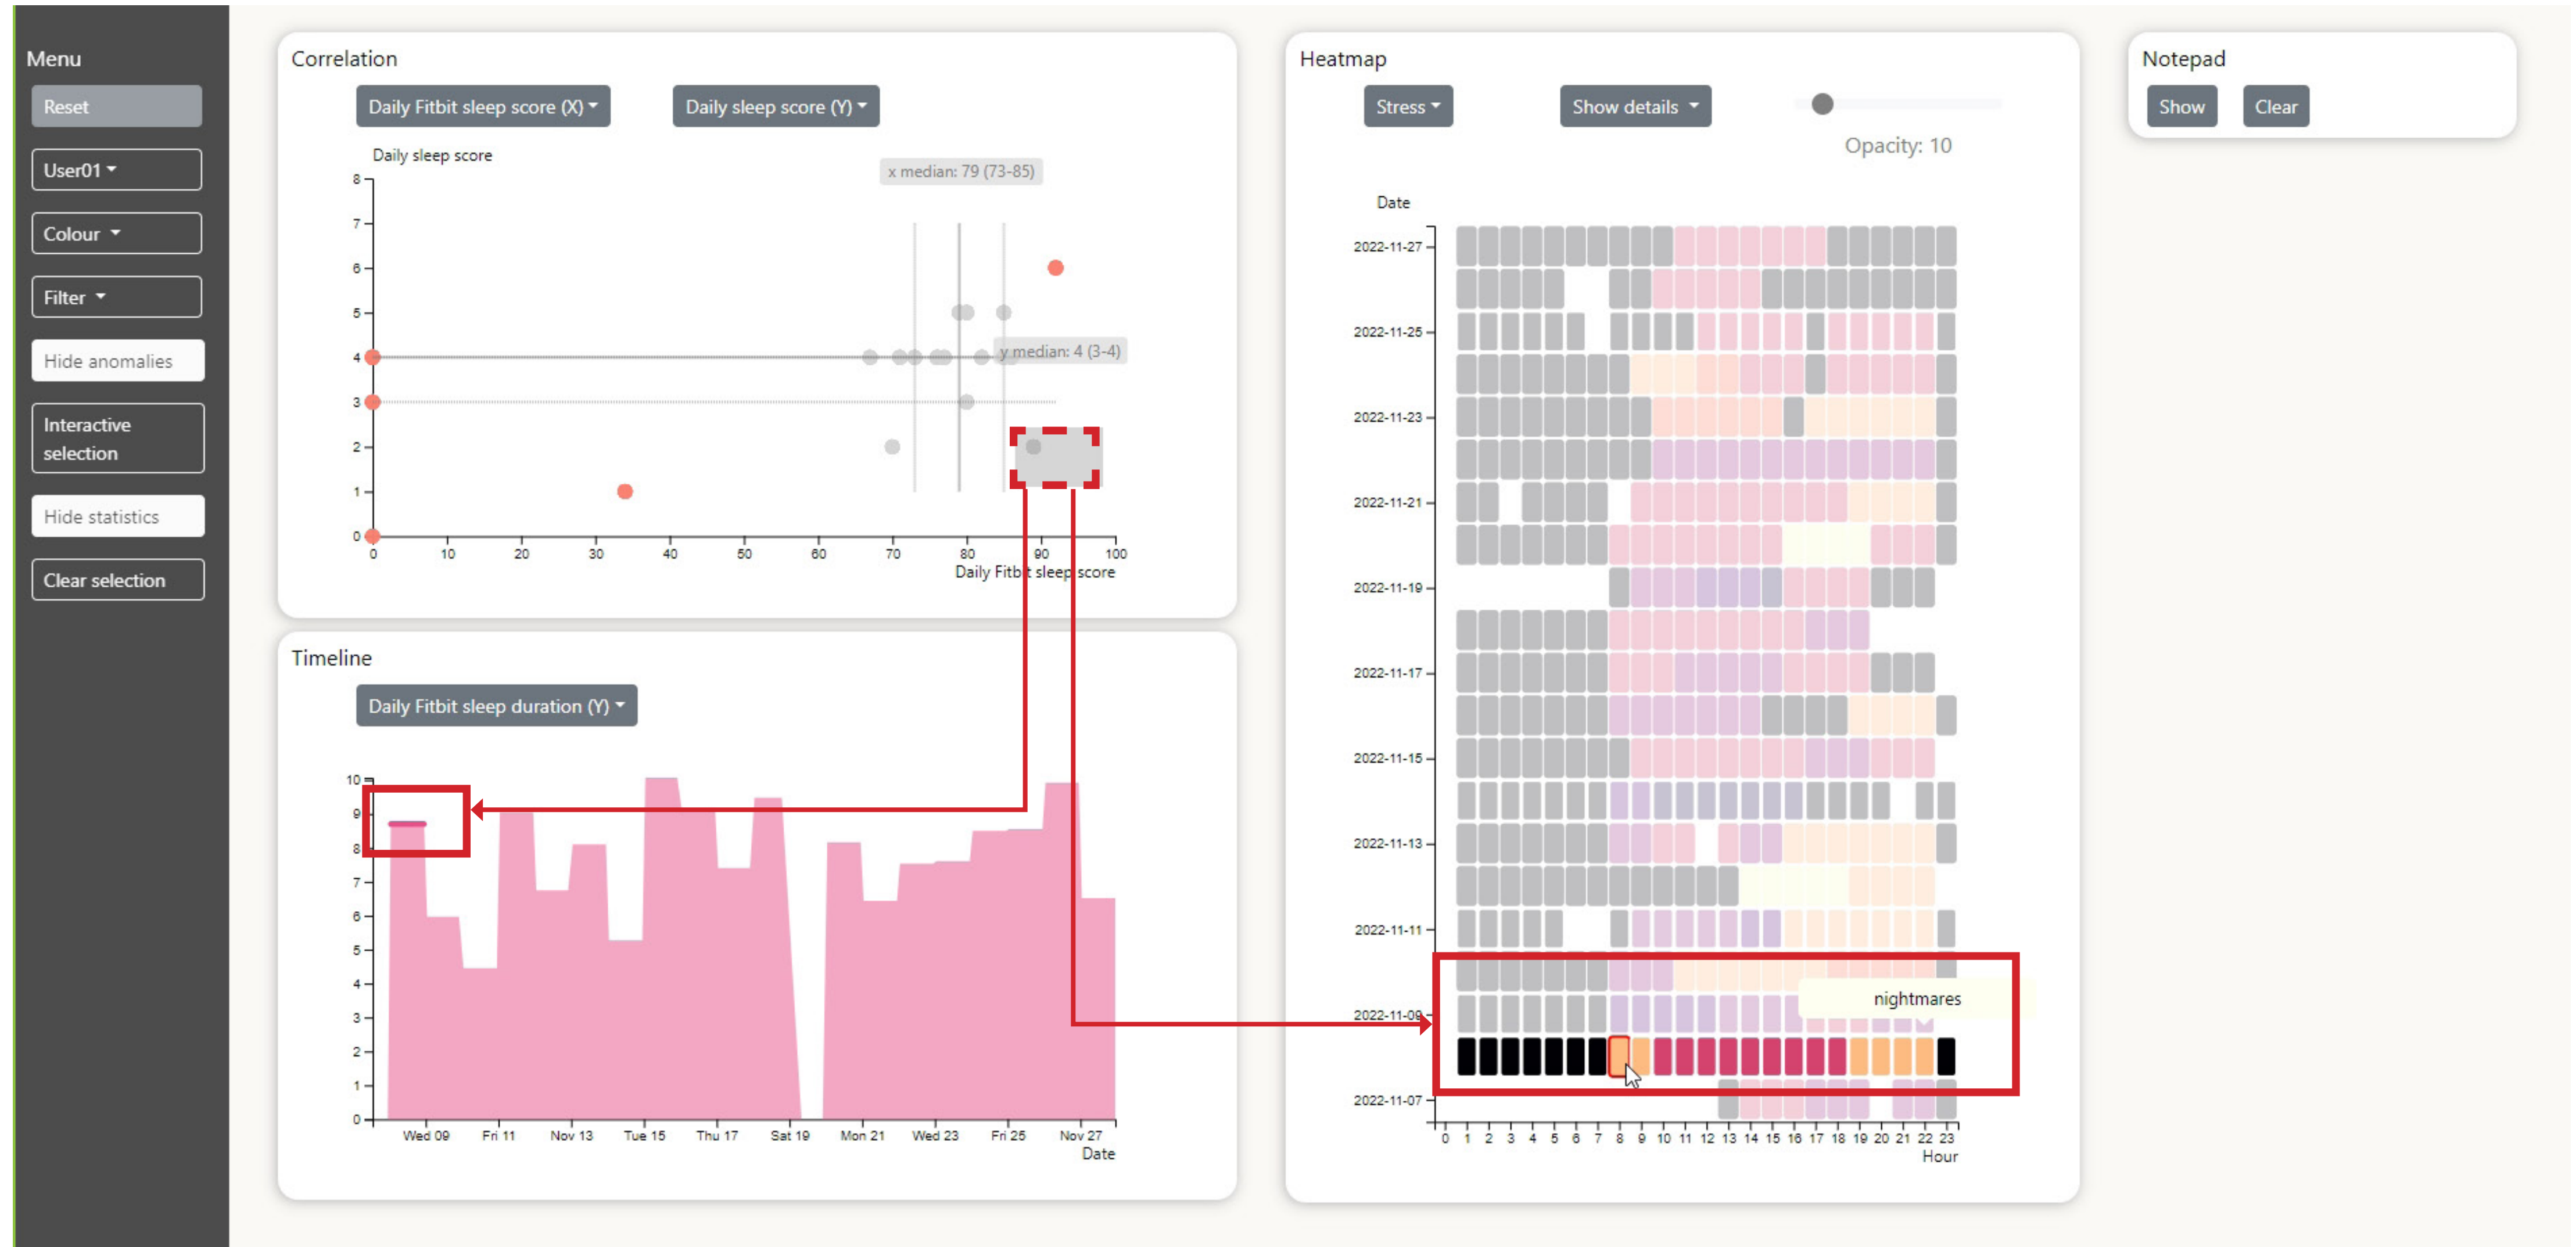 Menu
Reset
User01
Colour
Filter
Hide anomalies
Interactive
selection
Hide statistics
Clear selection
Correlation
Daily Fitbit sleep score (X)
Daily sleep score (Y)
Daily sleep score
x median: 79 (73-85)
8
7
6
5
4
y median: 4 (3-4)
3
2
1
0
0 10 20 30 40 50 60 70 80 90 100
Daily Fitbit sleep score
Timeline
Daily Fitbit sleep duration (Y)
10
9
8
7
6
5
4
3
2
1
0
Wed 09 Fri 11 Nov 13 Tue 15 Thu 17 Sat 19 Mon 21 Wed 23 Fri 25 Nov 27
Date
Heatmap
Stress
Show details
Opacity: 10
Date
2022-11-27
2022-11-25
2022-11-23
2022-11-21
2022-11-19
2022-11-17
2022-11-15
2022-11-13
2022-11-11
nightmares
2022-11-09
2022-11-07
0 1 2 3 4 5 6 7 8 9 10 11 12 13 14 15 16 17 18 19 20 21 22 23
Hour
Notepad
Show
Clear